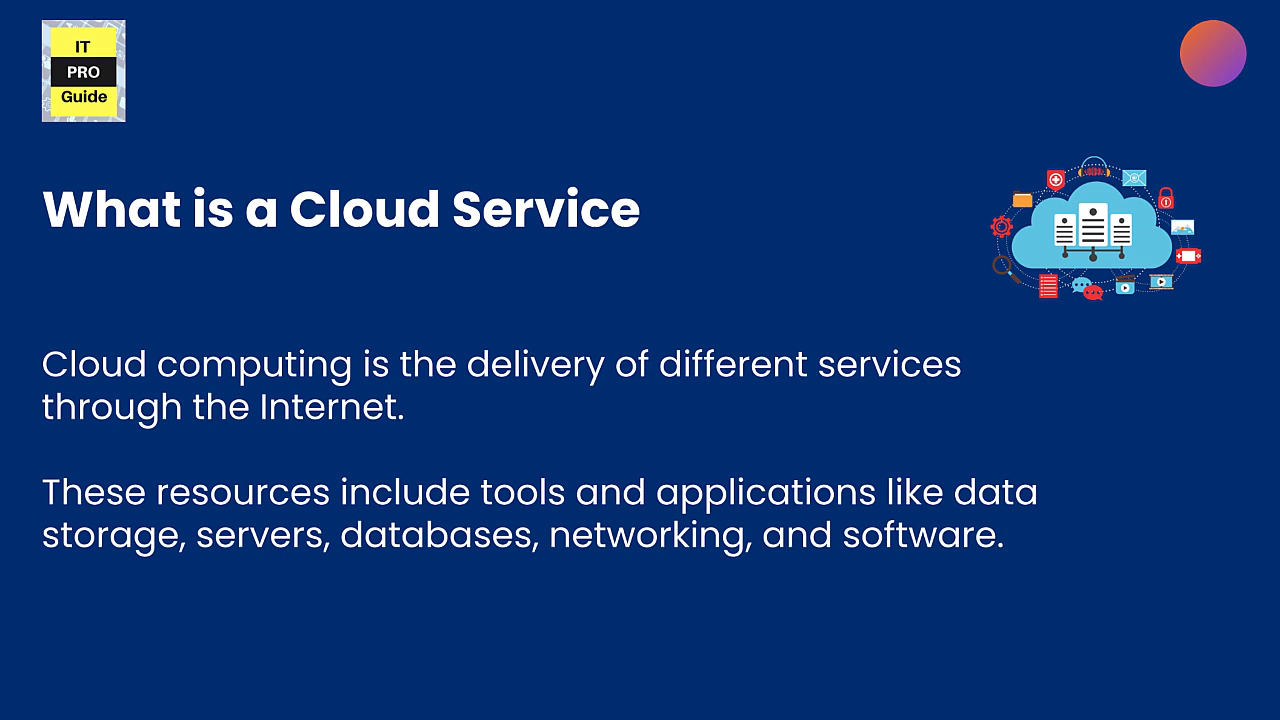 IT
PRO
Guide
What is a Cloud Service
Cloud computing is the delivery of different services
through the Internet.
These resources include tools and applications like data
storage, servers, databases, networking, and software.